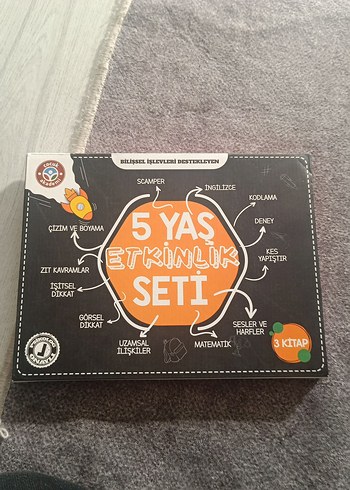 çocuk
akademi
BİLİŞSEL İŞLEVLERİ DESTEKLEYEN
SCAMPER
İNGİLİZCE
KODLAMA
ÇİZİM VE BOYAMA
DENEY
5 YAŞ
ETKİNLİK
SETİ
ZIT KAVRAMLAR
KES
YAPIŞTIR
İŞİTSEL
DİKKAT
GÖRSEL
DİKKAT
SESLER VE
HARFLER
UZAMSAL
İLİŞKİLER
MATEMATİK
3 KİTAP